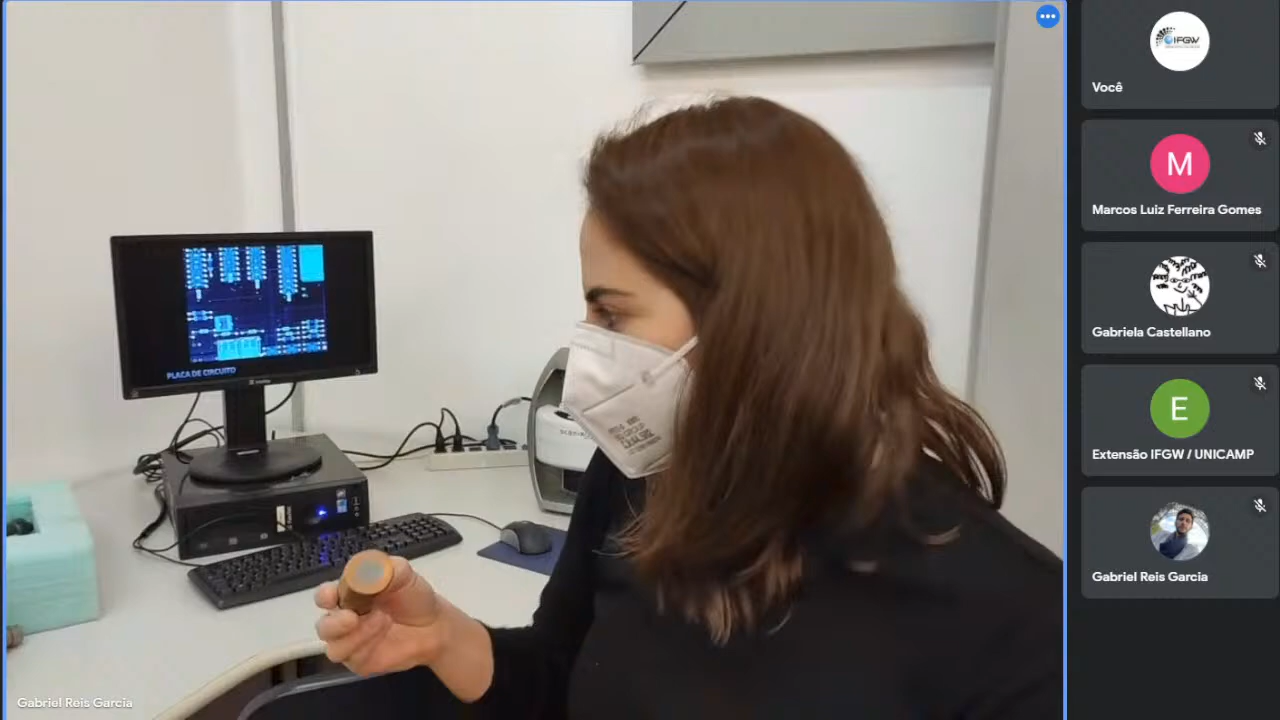 PLACA DE CIRCUITO
Gabriel Reis Garcia
IFGW
Você
M
Marcos Luiz Ferreira Gomes
Gabriela Castellano
E
Extensão IFGW / UNICAMP
Gabriel Reis Garcia